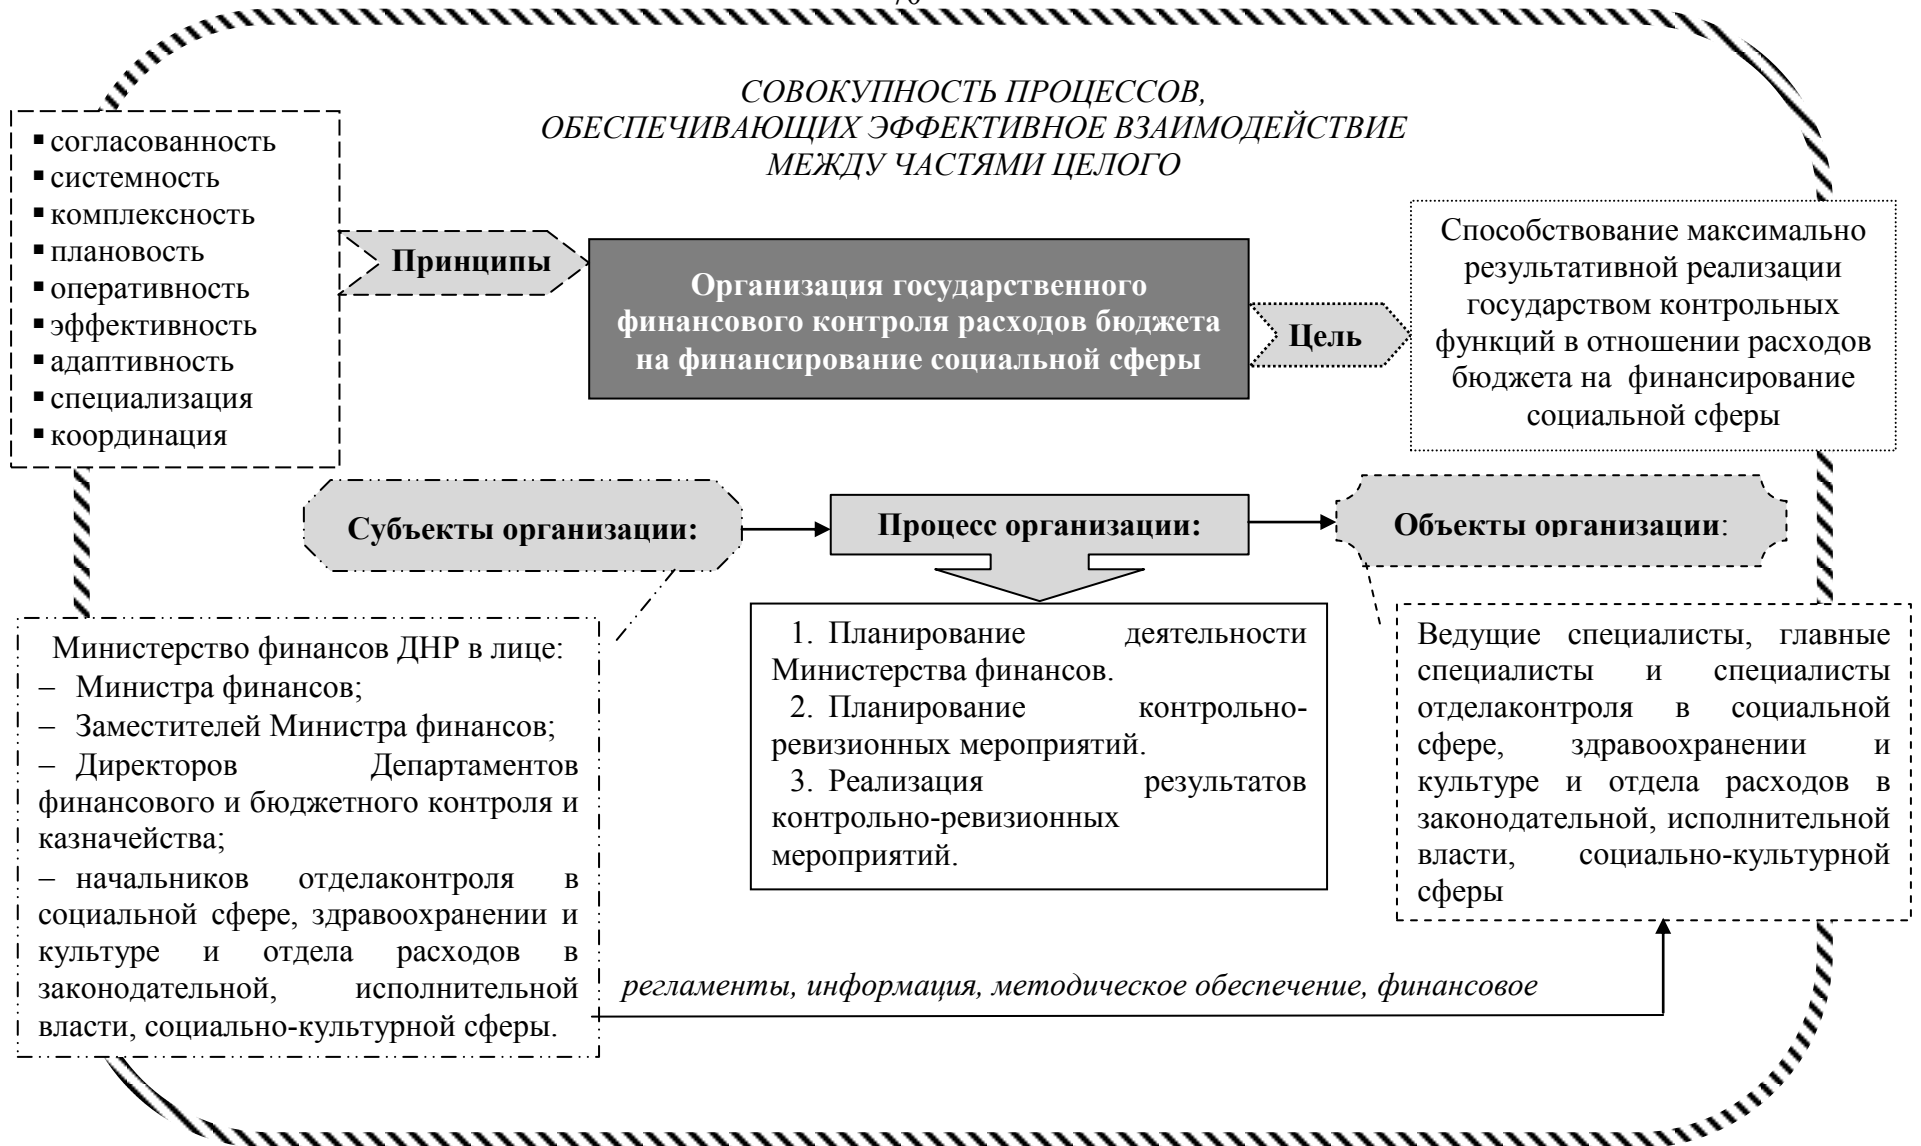 СОВОКУПНОСТЬ ПРОЦЕССОВ,
ОБЕСПЕЧИВАЮЩИХ ЭФФЕКТИВНОЕ ВЗАИМОДЕЙСТВИЕ
МЕЖДУ ЧАСТЯМИ ЦЕЛОГО
▪ согласованность
▪ системность
▪ комплексность
▪ плановость
▪ оперативность
▪ эффективность
▪ адаптивность
▪ специализация
▪ координация
Принципы
Организация государственного
финансового контроля расходов бюджета
на финансирование социальной сферы
Цель
Способствование максимально
результативной реализации
государством контрольных
функций в отношении расходов
бюджета на финансирование
социальной сферы
Субъекты организации:
Процесс организации:
Объекты организации:
Министерство финансов ДНР в лице:
– Министра финансов;
– Заместителей Министра финансов;
– Директоров Департаментов
финансового и бюджетного контроля и
казначейства;
– начальников отделаконтроля в
социальной сфере, здравоохранении и
культуре и отдела расходов в
законодательной, исполнительной
власти, социально-культурной сферы.
1. Планирование деятельности
Министерства финансов.
2. Планирование контрольно-
ревизионных мероприятий.
3. Реализация результатов
контрольно-ревизионных
мероприятий.
Ведущие специалисты, главные
специалисты и специалисты
отделаконтроля в социальной
сфере, здравоохранении и
культуре и отдела расходов в
законодательной, исполнительной
власти, социально-культурной
сферы
регламенты, информация, методическое обеспечение, финансовое